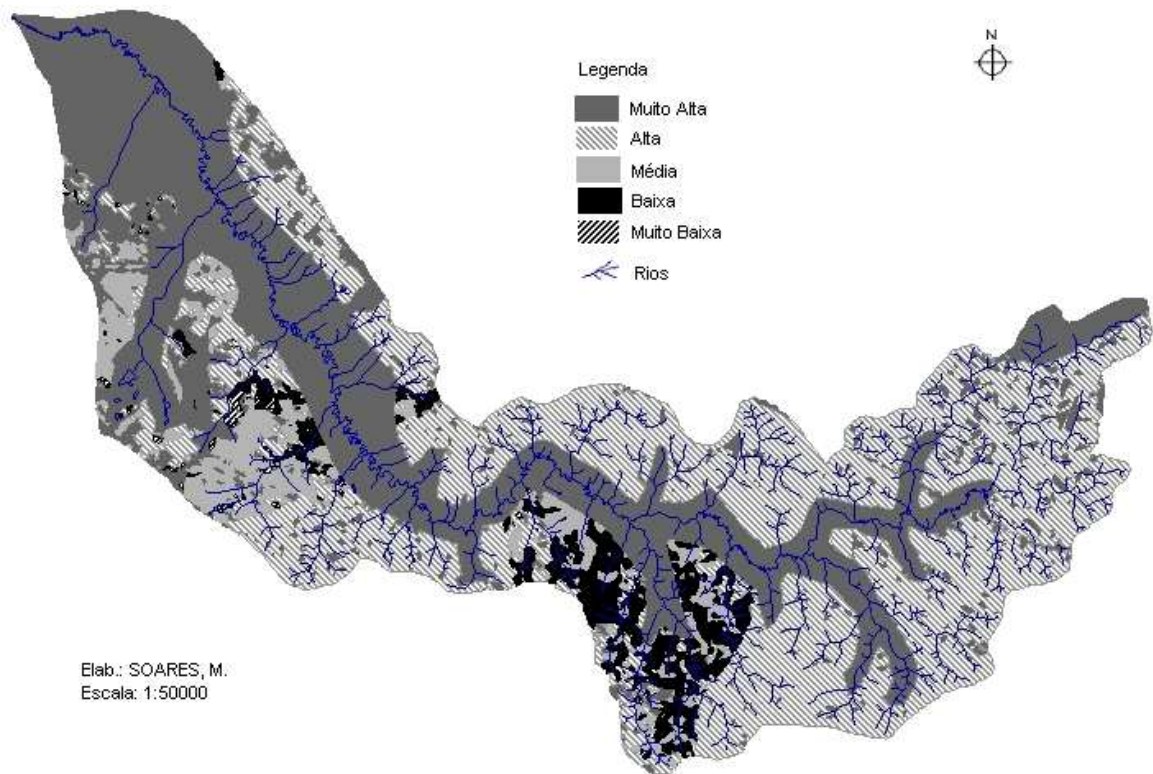 N
Legenda
Muito Alta
Alta
Média
Baixa
Muito Baixa
Rios
Elab.: SOARES, M.
Escala: 1:50000